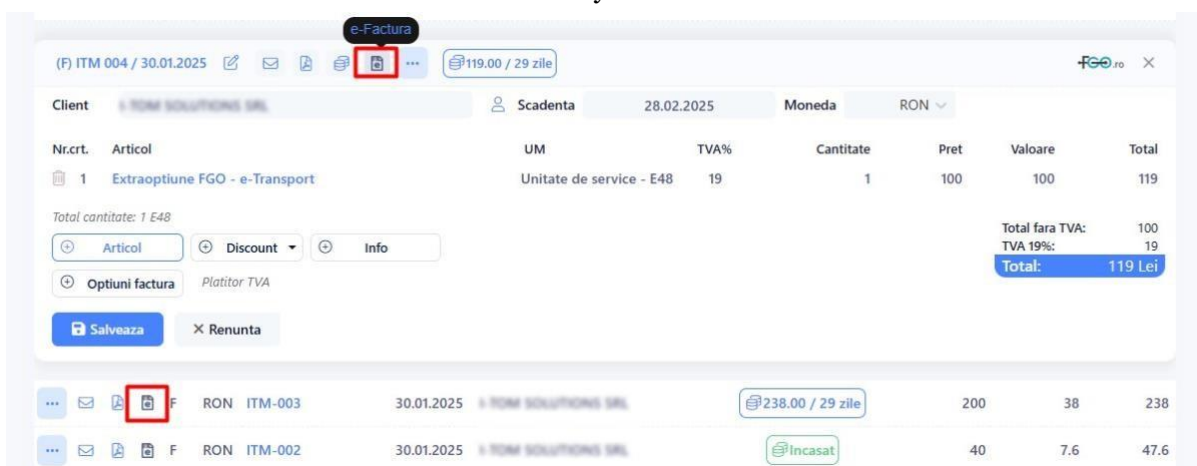 e-Factura
(F) ITM 004 / 30.01.2025 ... 119.00 / 29 zile FGO.ro
Client Scadenta 28.02.2025 Moneda RON
Nr.crt. Articol UM TVA% Cantitate Pret Valoare Total
1 Extraoptiune FGO - e-Transport Unitate de service - E48 19 1 100 100 119
Total cantitate: 1 E48
Total fara TVA: 100
Articol Discount Info
TVA 19%: 19
Total: 119 Lei
Optiuni factura Platitor TVA
Salveaza Renunta
... F RON ITM-003 30.01.2025 238.00 / 29 zile 200 38 238
... F RON ITM-002 30.01.2025 Incasat 40 7.6 47.6